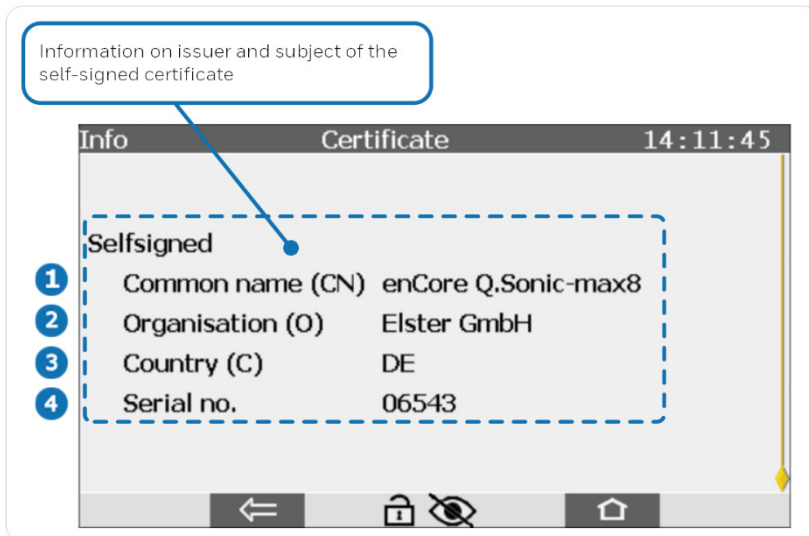 Information on issuer and subject of the
self-signed certificate
Info Certificate 14:11:45
Selfsigned
1 Common name (CN) enCore Q.Sonic-max8
2 Organisation (O) Elster GmbH
3 Country (C) DE
4 Serial no. 06543